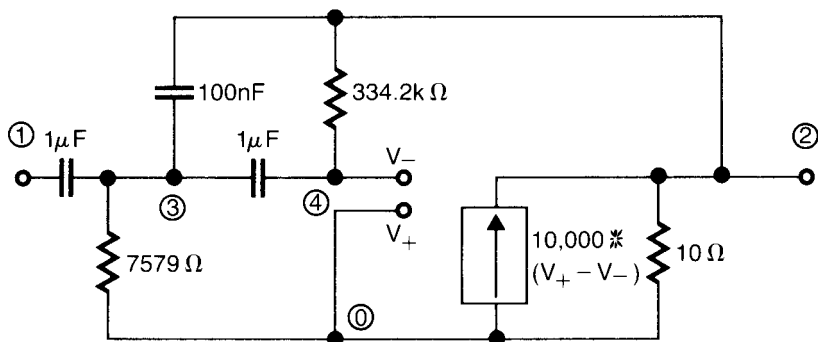 100nF
334.2k Ω
① 1μF
1μF
V−
②
③
④
V+
7579 Ω
10,000 *
(V+ − V−)
10 Ω
⓪